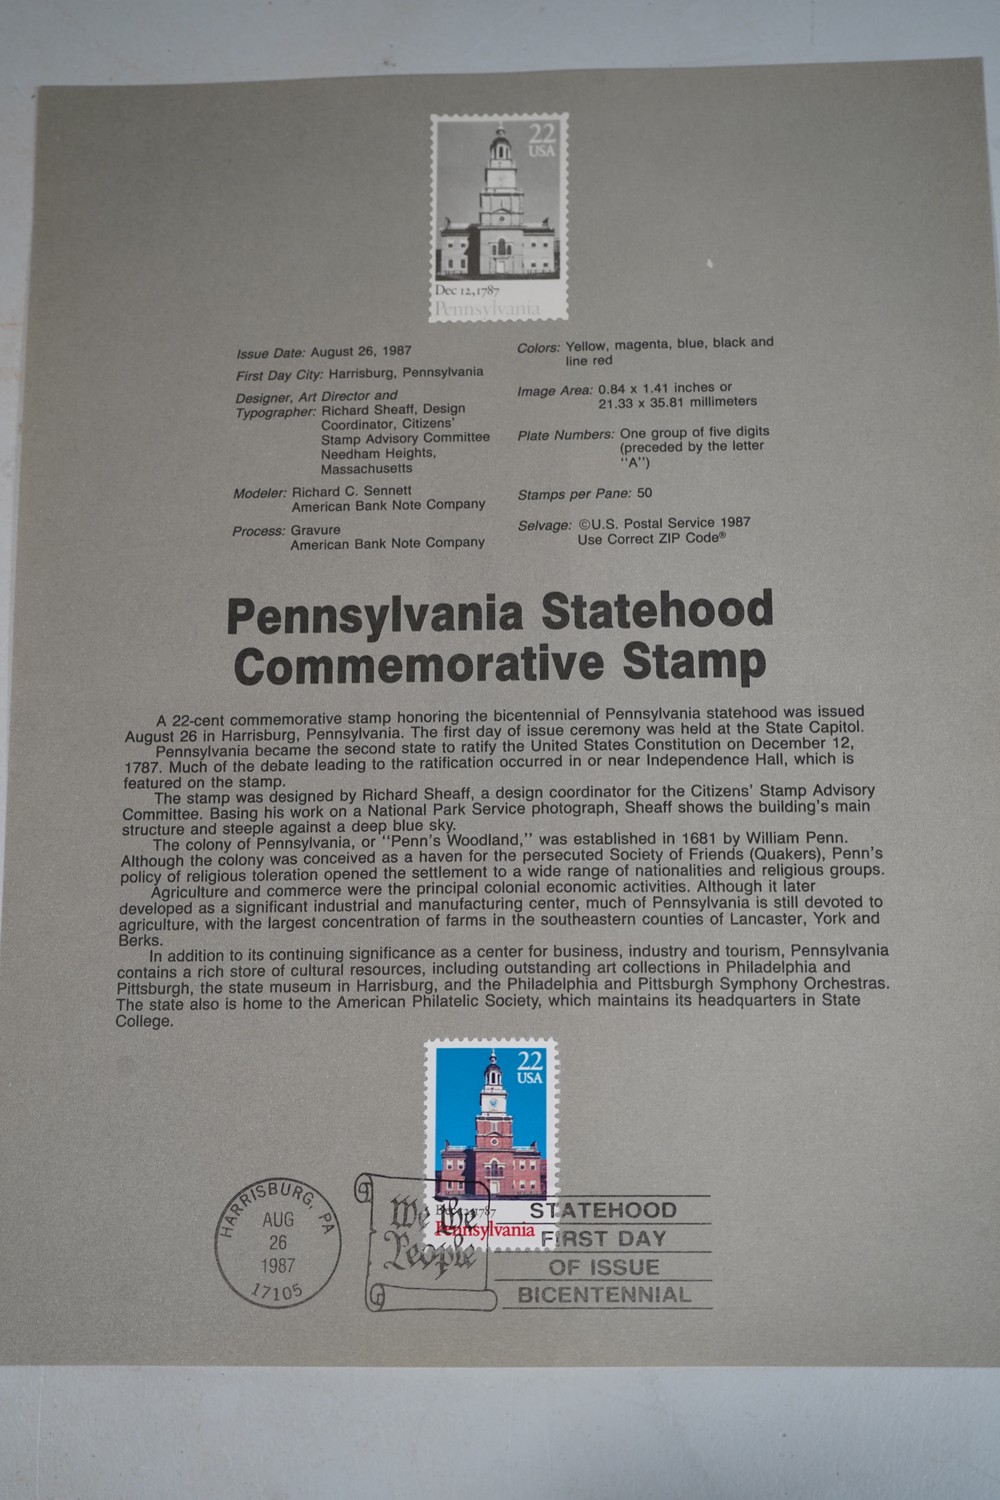 22
USA
Dec 12, 1787
Pennsylvania
Issue Date: August 26, 1987
First Day City: Harrisburg, Pennsylvania
Designer, Art Director and
Typographer: Richard Sheaff, Design
Coordinator, Citizens'
Stamp Advisory Committee
Needham Heights,
Massachusetts
Modeler: Richard C. Sennett
American Bank Note Company
Process: Gravure
American Bank Note Company
Colors: Yellow, magenta, blue, black and
line red
Image Area: 0.84 x 1.41 inches or
21.33 x 35.81 millimeters
Plate Numbers: One group of five digits
(preceded by the letter
"A")
Stamps per Pane: 50
Selvage: ©U.S. Postal Service 1987
Use Correct ZIP Code®
Pennsylvania Statehood
Commemorative Stamp
A 22-cent commemorative stamp honoring the bicentennial of Pennsylvania statehood was issued
August 26 in Harrisburg, Pennsylvania. The first day of issue ceremony was held at the State Capitol.
Pennsylvania became the second state to ratify the United States Constitution on December 12,
1787. Much of the debate leading to the ratification occurred in or near Independence Hall, which is
featured on the stamp.
The stamp was designed by Richard Sheaff, a design coordinator for the Citizens' Stamp Advisory
Committee. Basing his work on a National Park Service photograph, Sheaff shows the building's main
structure and steeple against a deep blue sky.
The colony of Pennsylvania, or "Penn's Woodland," was established in 1681 by William Penn.
Although the colony was conceived as a haven for the persecuted Society of Friends (Quakers), Penn's
policy of religious toleration opened the settlement to a wide range of nationalities and religious groups.
Agriculture and commerce were the principal colonial economic activities. Although it later
developed as a significant industrial and manufacturing center, much of Pennsylvania is still devoted to
agriculture, with the largest concentration of farms in the southeastern counties of Lancaster, York and
Berks.
In addition to its continuing significance as a center for business, industry and tourism, Pennsylvania
contains a rich store of cultural resources, including outstanding art collections in Philadelphia and
Pittsburgh, the state museum in Harrisburg, and the Philadelphia and Pittsburgh Symphony Orchestras.
The state also is home to the American Philatelic Society, which maintains its headquarters in State
College.
22
USA
Dec 12, 1787
Pennsylvania
HARRISBURG, PA
AUG
26
1987
17105
We the
People
STATEHOOD
FIRST DAY
OF ISSUE
BICENTENNIAL